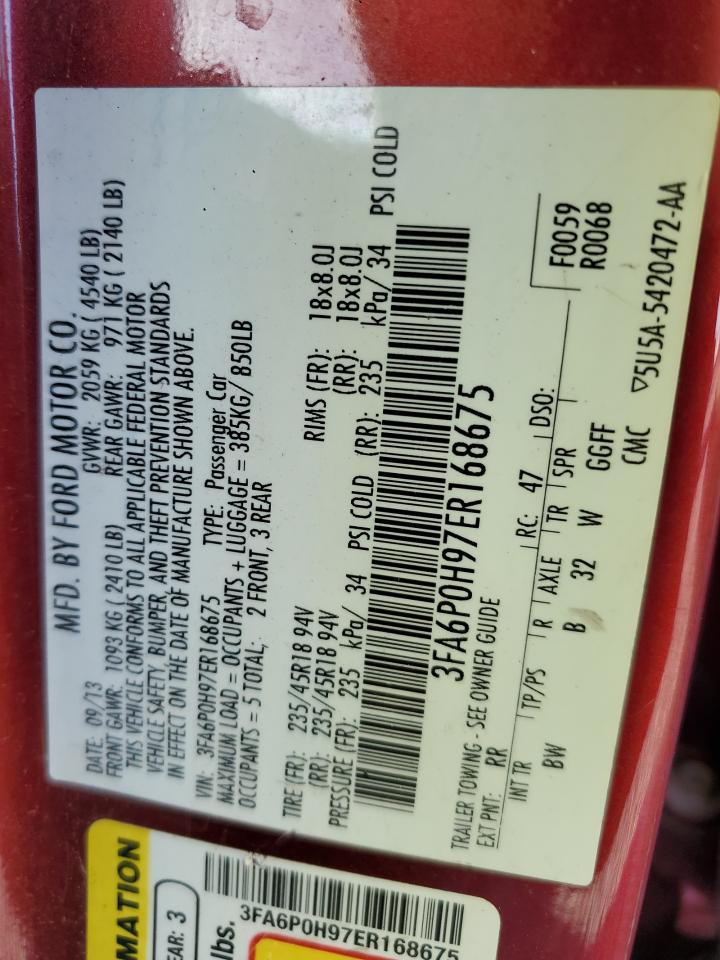 MFD. BY FORD MOTOR CO.
DATE: 09/13 GVWR: 2059 KG ( 4540 LB)
FRONT GAWR: 1093 KG ( 2410 LB) REAR GAWR: 971 KG ( 2140 LB)
THIS VEHICLE CONFORMS TO ALL APPLICABLE FEDERAL MOTOR
VEHICLE SAFETY, BUMPER, AND THEFT PREVENTION STANDARDS
IN EFFECT ON THE DATE OF MANUFACTURE SHOWN ABOVE.
VIN: 3FA6P0H97ER168675 TYPE: Passenger Car
MAXIMUM LOAD = OCCUPANTS + LUGGAGE = 385KG/ 850LB
OCCUPANTS = 5 TOTAL; 2 FRONT, 3 REAR
TIRE (FR): 235/45R18 94V RIMS (FR): 18x8.0J
(RR): 235/45R18 94V (RR): 18x8.0J
PRESSURE (FR): 235 kPa/ 34 PSI COLD (RR): 235 kPa/ 34 PSI COLD
3FA6P0H97ER168675
TRAILER TOWING - SEE OWNER GUIDE
EXT PNT: RR RC: 47 DSO: F0059
R0068
INT TR TP/PS R AXLE TR SPR
BW B 32 W GGFF
CMC ▽5U5A-5420472-AA
MATION
EAR: 3
lbs.
3FA6P0H97ER168675